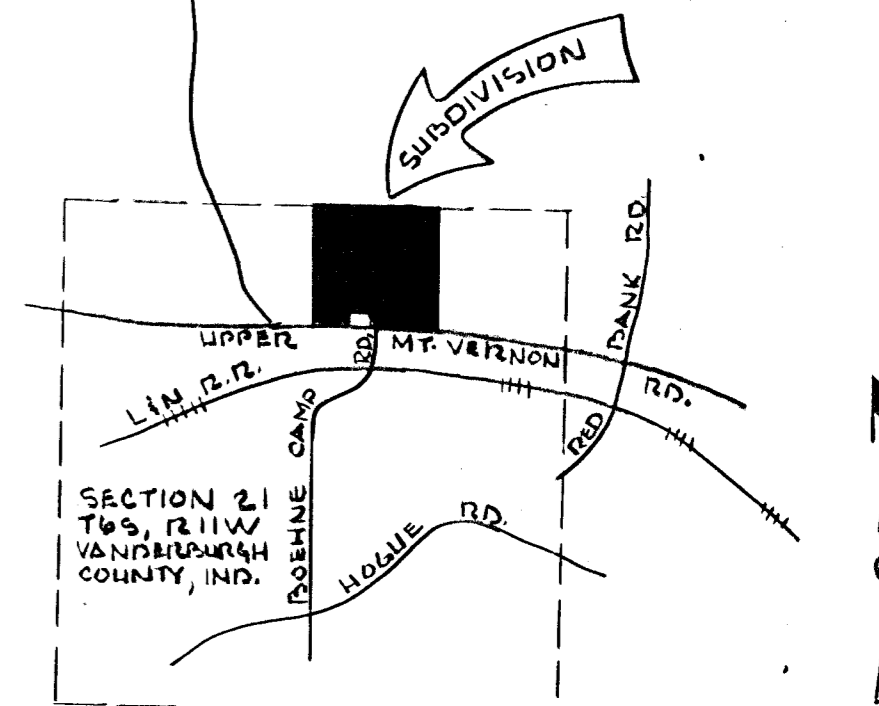 SUBDIVISION
BANK RD.
UPPER
RD.
MT. VERNON
RD.
L&N R.R.
CAMP
RED
SECTION 21
T6S, R11W
VANDERBURGH
COUNTY, IND.
BOEHNE
HOGUE
RD.